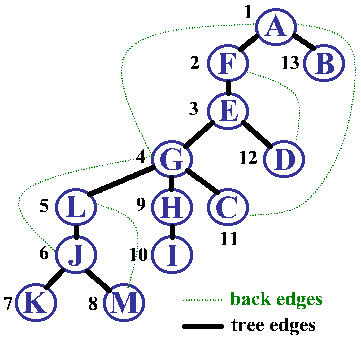 1 A
2 F 13 B
3 E
4 G 12 D
5 L 9 H C
11
6 J 10 I
7 K 8 M
back edges
tree edges